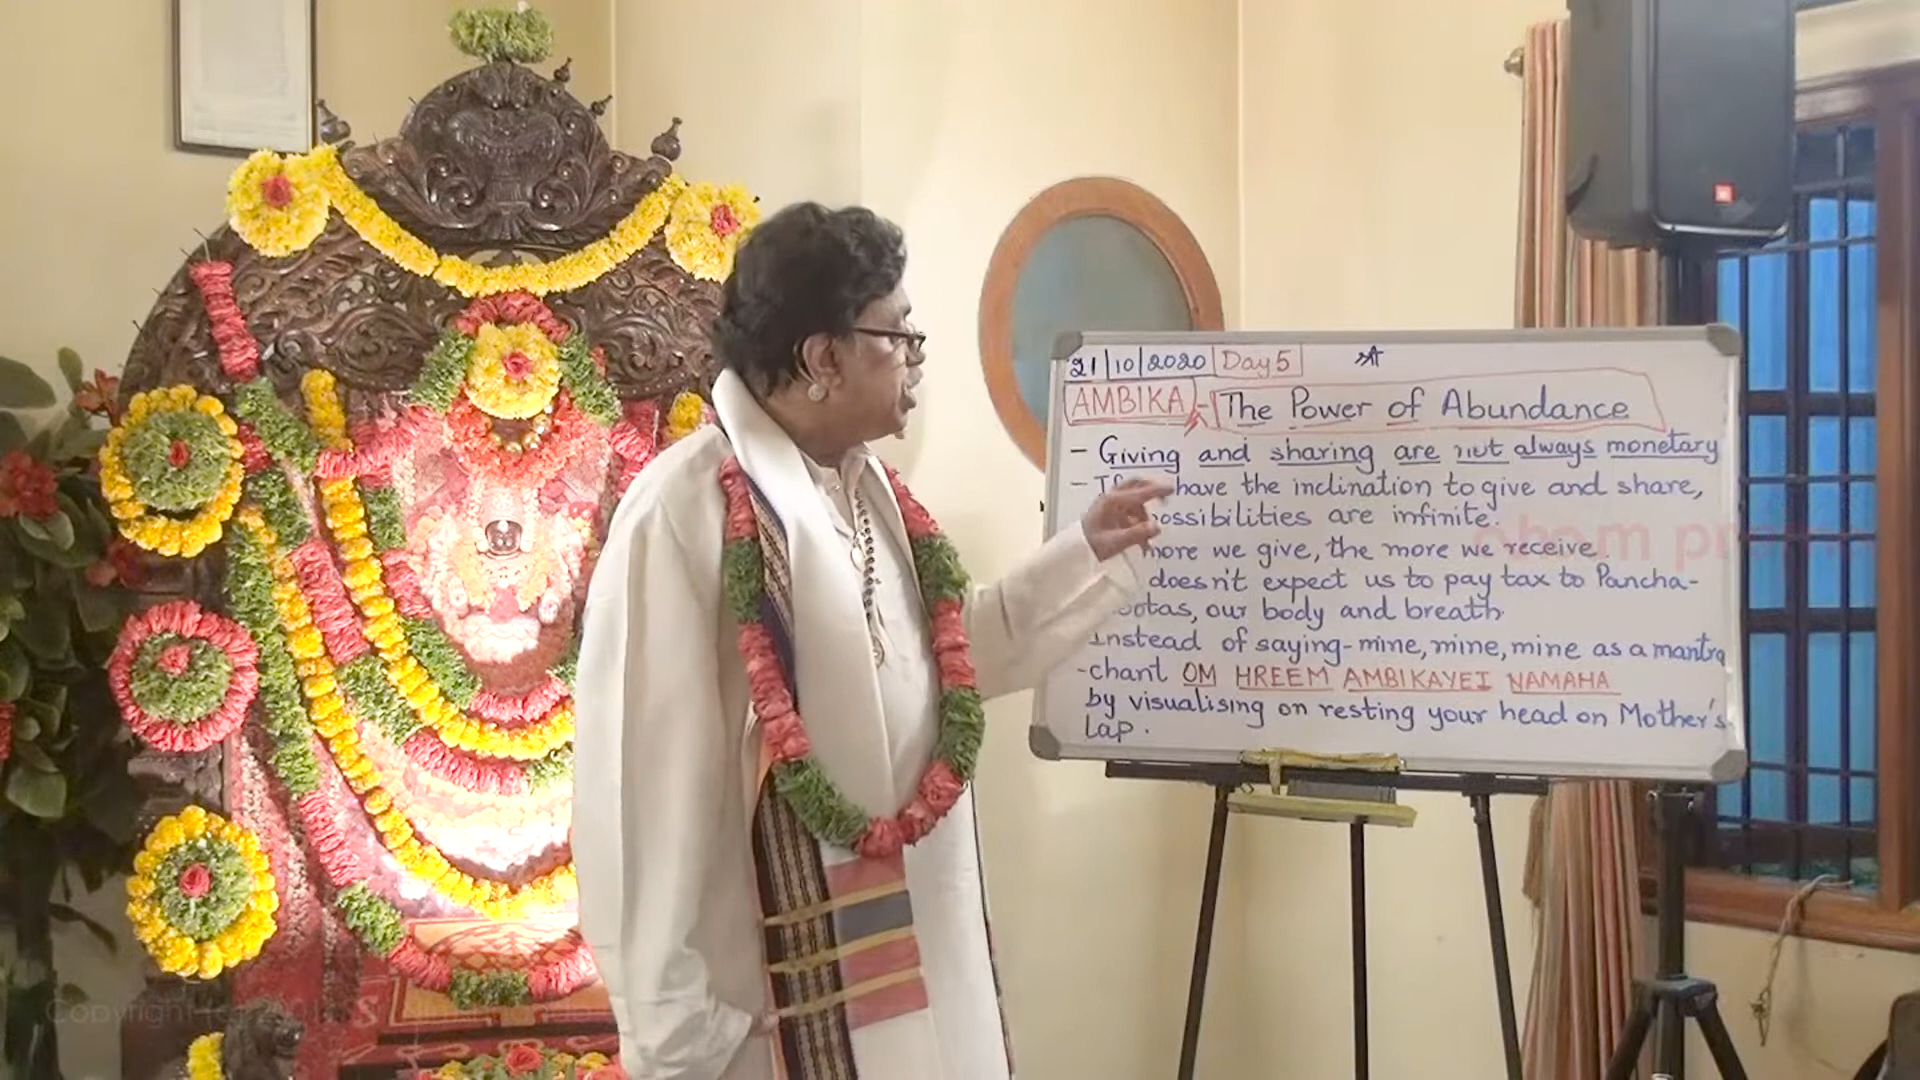 21/10/2020 Day 5 श्री
AMBIKA - The Power of Abundance
- Giving and sharing are not always monetary
- If have the inclination to give and share,
possibilities are infinite.
more we give, the more we receive.
doesn't expect us to pay tax to Pancha-
our body and breath.
Instead of saying - mine, mine, mine as a mantra
- chant OM HREEM AMBIKAYEI NAMAHA
by visualising on resting your head on Mother's
Lap.
Copyright